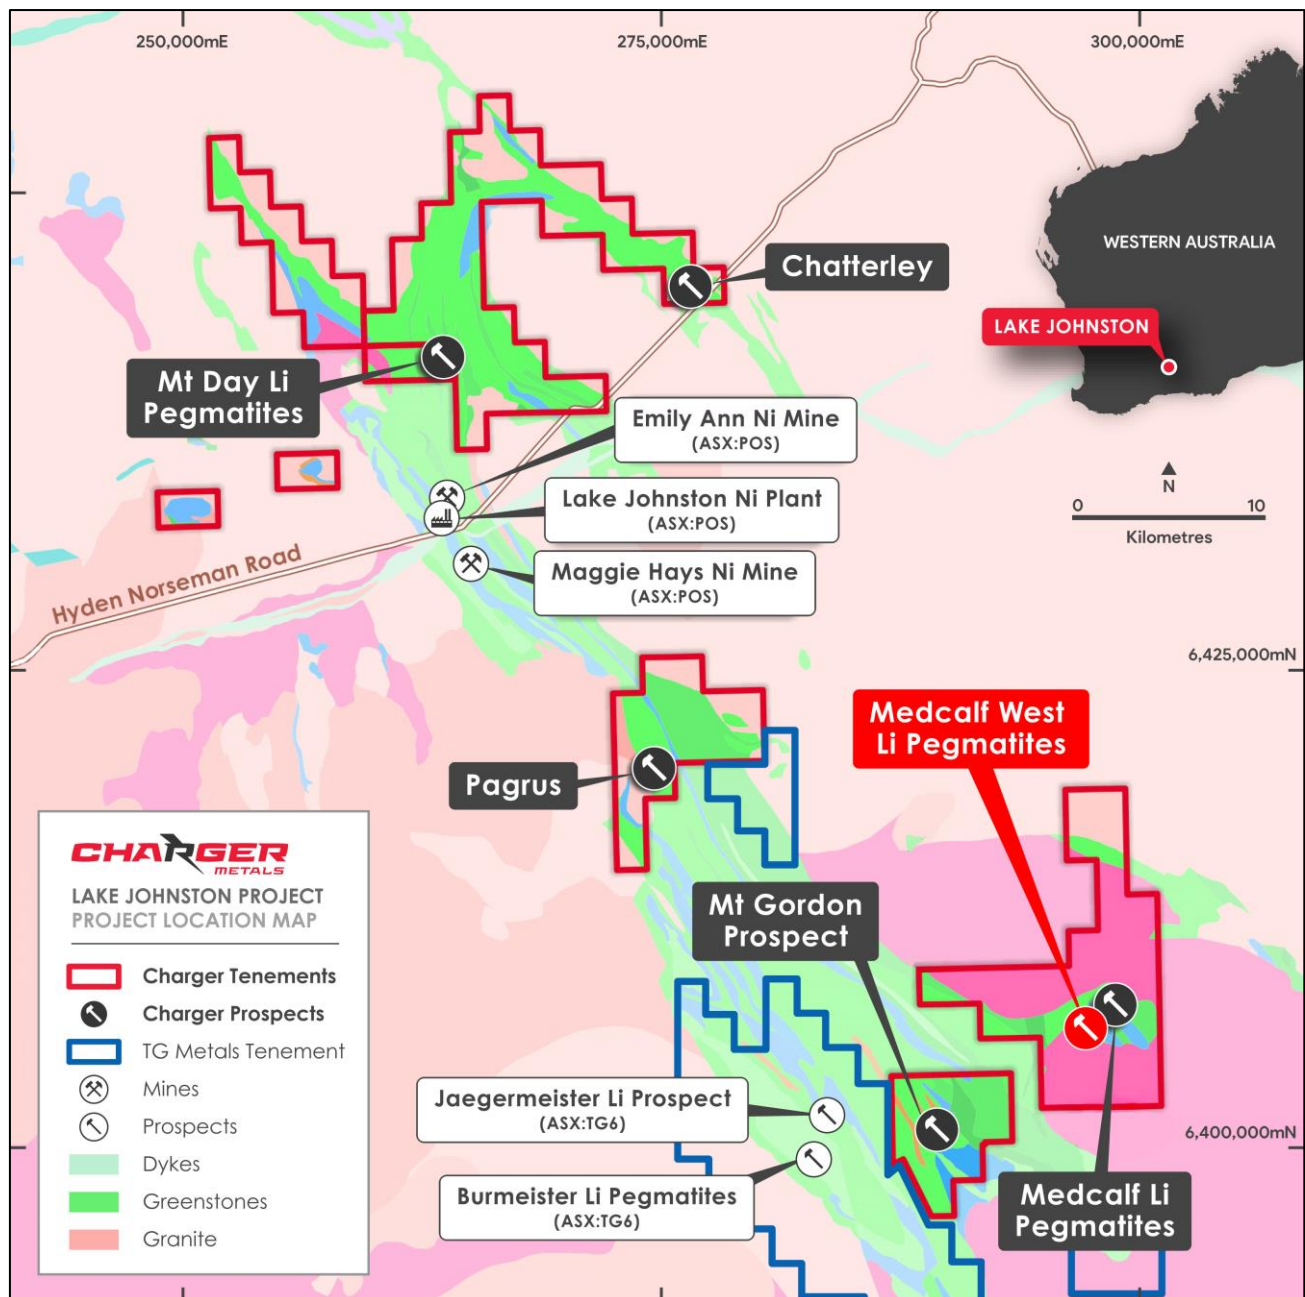 250,000mE
275,000mE
300,000mE
WESTERN AUSTRALIA
Chatterley
LAKE JOHNSTON
Mt Day Li
Pegmatites
Emily Ann Ni Mine
(ASX:POS)
Lake Johnston Ni Plant
(ASX:POS)
N
0 10
Kilometres
Maggie Hays Ni Mine
(ASX:POS)
Hyden Norseman Road
6,425,000mN
Medcalf West
Li Pegmatites
Pagrus
Mt Gordon
Prospect
CHARGER
METALS
LAKE JOHNSTON PROJECT
PROJECT LOCATION MAP
Charger Tenements
Charger Prospects
TG Metals Tenement
Mines
Prospects
Dykes
Greenstones
Granite
Jaegermeister Li Prospect
(ASX:TG6)
Burmeister Li Pegmatites
(ASX:TG6)
6,400,000mN
Medcalf Li
Pegmatites